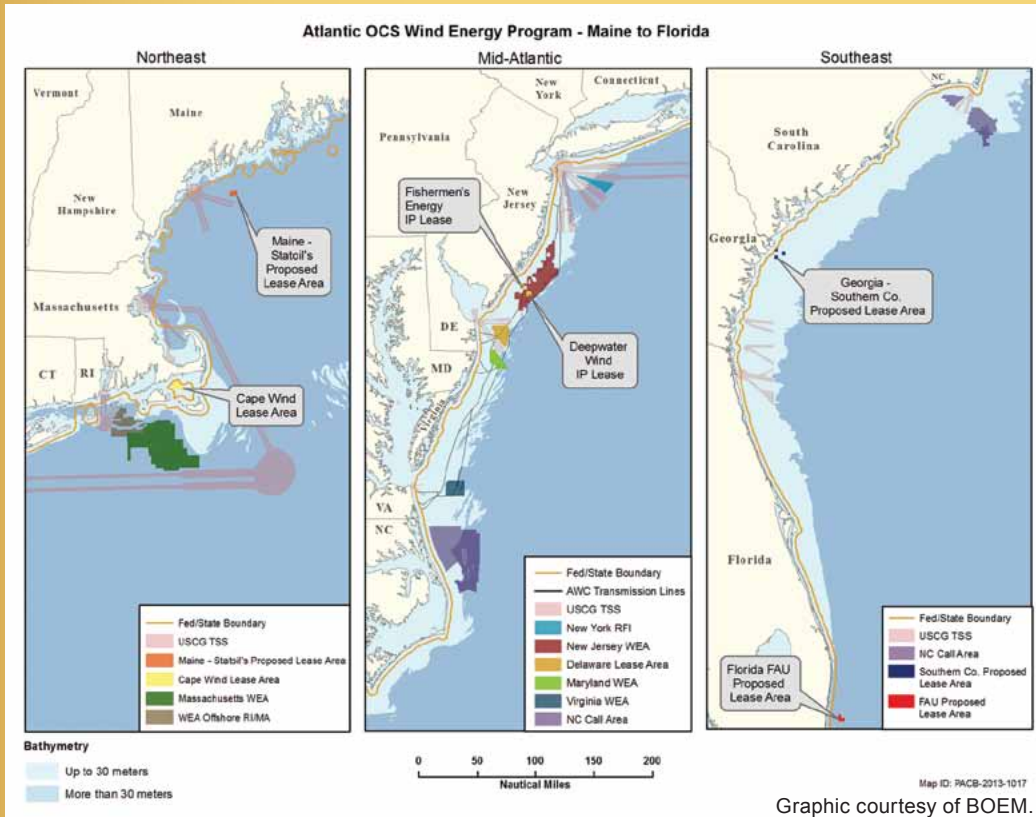 Atlantic OCS Wind Energy Program - Maine to Florida
Northeast
Vermont
Maine
New
Hampshire
Maine -
Statoil's
Proposed
Lease Area
Massachusetts
CT
RI
Cape Wind
Lease Area
Fed/State Boundary
USCG TSS
Maine - Statsil's Proposed Lease Area
Cape Wind Lease Area
Massachusetts WEA
WEA Offshore RI/MA
Bathymetry
Up to 30 meters
More than 30 meters
Mid-Atlantic
New
York
Connecticut
Pennsylvania
Fishermen's
Energy
IP Lease
New
Jersey
DE
MD
Deepwater
Wind
IP Lease
Virginia
VA
NC
Fed/State Boundary
AWC Transmission Lines
USCG TSS
New York RFI
New Jersey WEA
Delaware Lease Area
Maryland WEA
Virginia WEA
NC Call Area
0 50 100 150 200
Nautical Miles
Southeast
NC
South
Carolina
Georgia
Georgia -
Southern Co.
Proposed Lease Area
Florida
Florida FAU
Proposed
Lease Area
Fed/State Boundary
USCG TSS
NC Call Area
Southern Co. Proposed
Lease Area
FAU Proposed
Lease Area
Map ID: PACB-2013-1017
Graphic courtesy of BOEM.